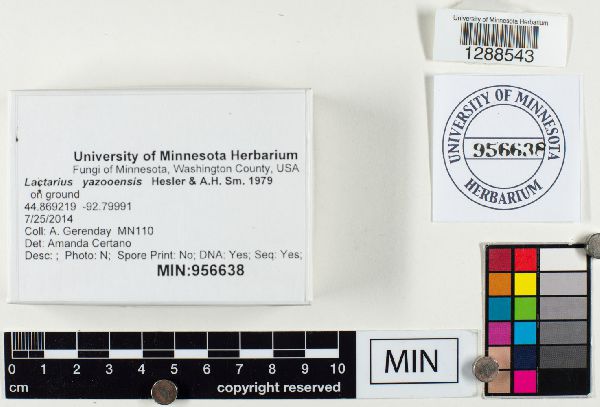 University of Minnesota Herbarium
1288543
University of Minnesota Herbarium
Fungi of Minnesota, Washington County, USA
Lactarius yazooensis Hesler & A.H. Sm. 1979
on ground
44.869219 -92.79991
7/25/2014
Coll: A. Gerenday MN110
Det: Amanda Certano
Desc: ; Photo: N; Spore Print: No; DNA: Yes; Seq: Yes;
MIN:956638
UNIVERSITY OF MINNESOTA
956638
HERBARIUM
0 1 2 3 4 5 6 7 8 9 10
cm copyright reserved
MIN